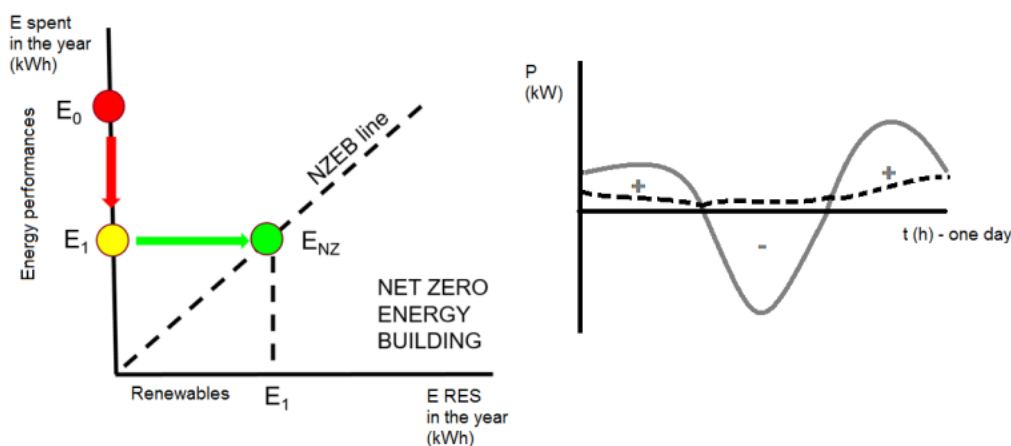 E spent
in the year
(kWh)
Energy performances
E₀
E₁
NZEB line
E_NZ
NET ZERO
ENERGY
BUILDING
Renewables
E₁
E RES
in the year
(kWh)
P
(kW)
+
-
+
t (h) - one day